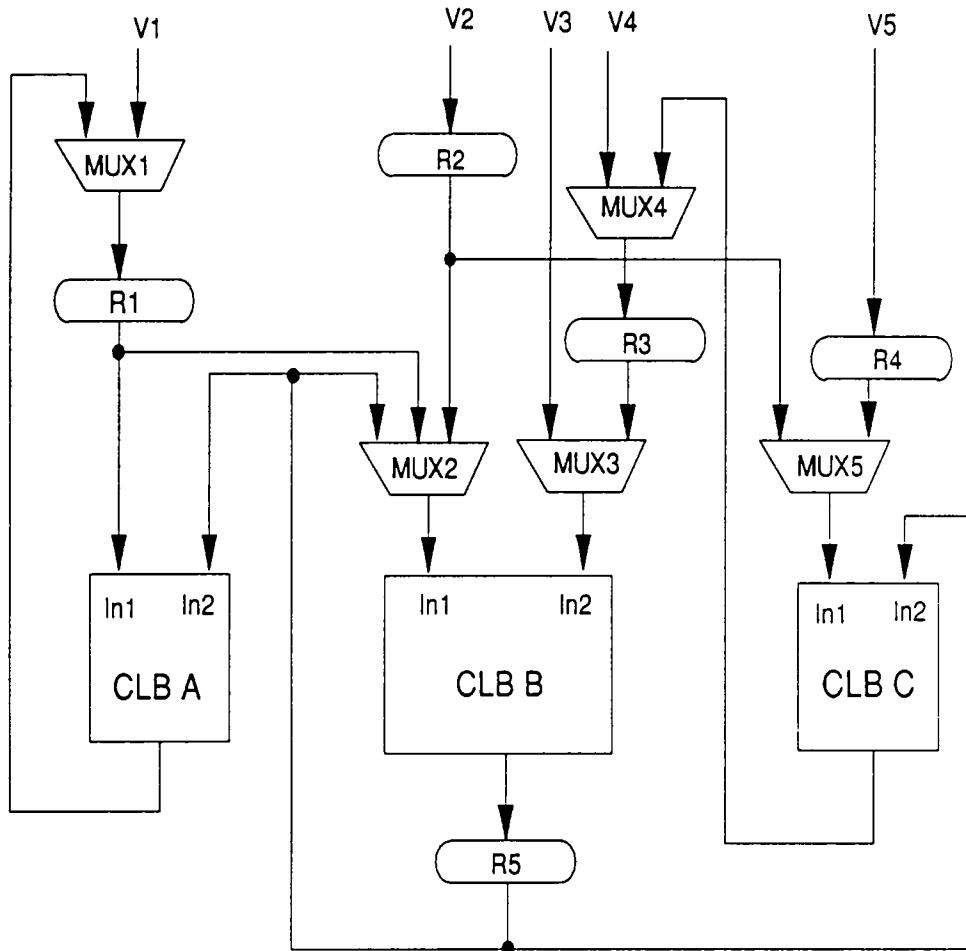 V1
V2
V3
V4
V5
MUX1
R2
MUX4
R1
R3
R4
MUX2
MUX3
MUX5
In1
In2
In1
In2
In1
In2
CLB A
CLB B
CLB C
R5